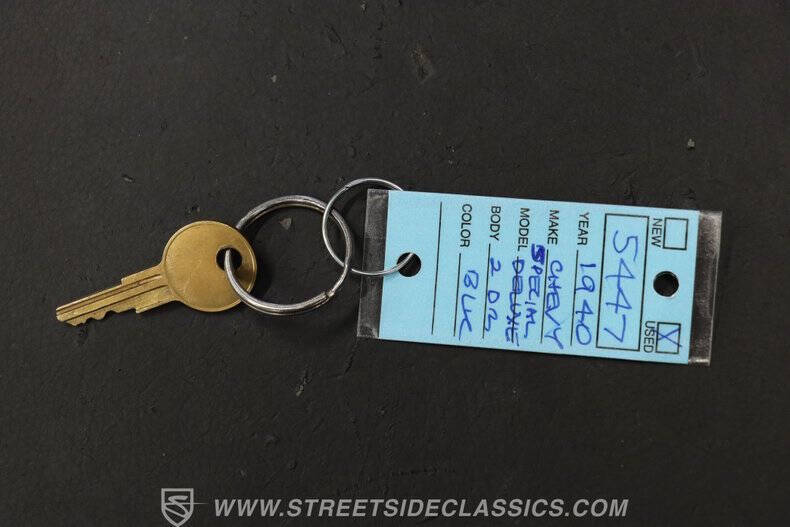 NEW USED X
5447
YEAR 1940
MAKE CHEVY
MODEL SPECIAL DELUXE
BODY 2 DR
COLOR BLK
WWW.STREETSIDECLASSICS.COM